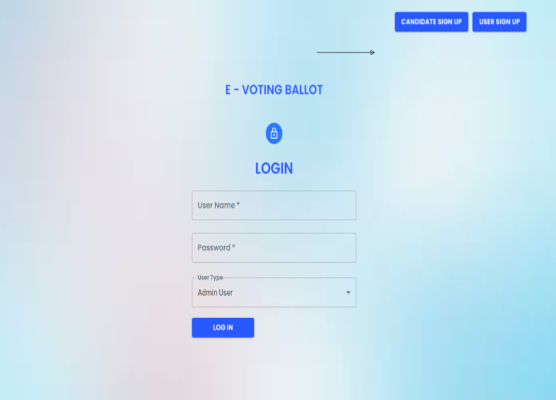 CANDIDATE SIGN UP
USER SIGN UP
E - VOTING BALLOT
LOGIN
User Name *
Password *
User Type
Admin User
LOG IN